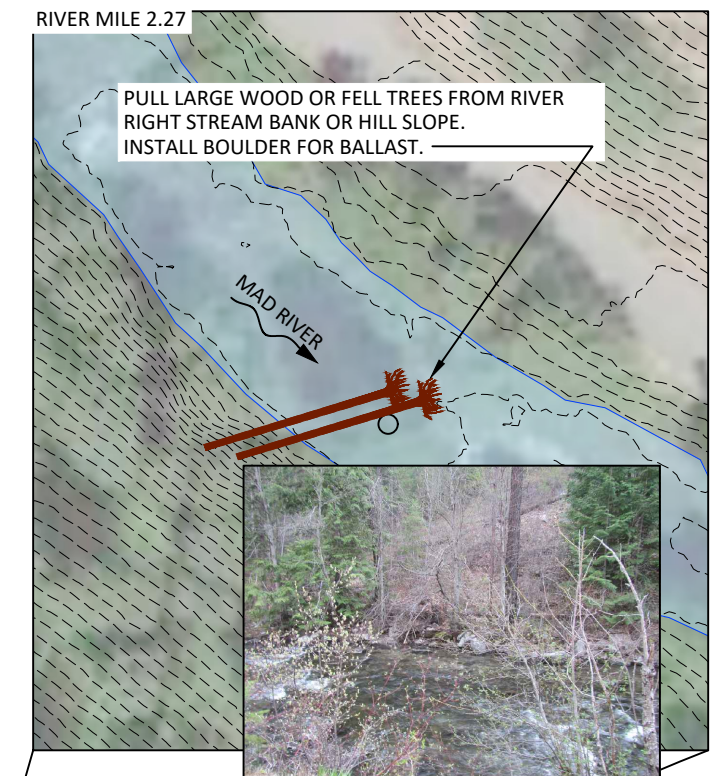 RIVER MILE 2.27
PULL LARGE WOOD OR FELL TREES FROM RIVER
RIGHT STREAM BANK OR HILL SLOPE.
INSTALL BOULDER FOR BALLAST.
MAD RIVER